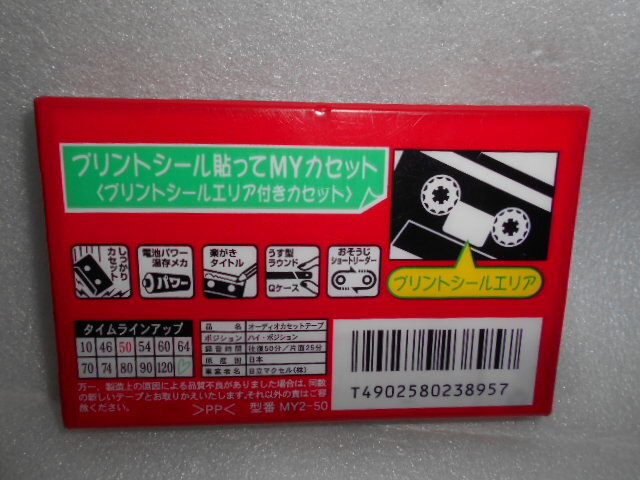 プリントシール貼ってMYカセット
〈プリントシールエリア付きカセット〉
プリントシールエリア
しっかり
カセット
電池パワー
温存メカ
パワー
楽がき
タイトル
うす型
ラウンド
Qケース
おそうじ
ショートリーダー
タイムラインアップ
10 46 50 54 60 64
70 74 80 90 120
品名 オーディオカセットテープ
ポジション ハイ・ポジション
録音時間 往復50分/片面25分
原産国 日本
事業者名 日立マクセル(株)
万一、製造上の原因による品質不良がありました場合は、同数
の新しいテープとお取りかえいたします。それ以外の責はご容
赦ください。
>PP< 型番 MY2-50
T4902580238957